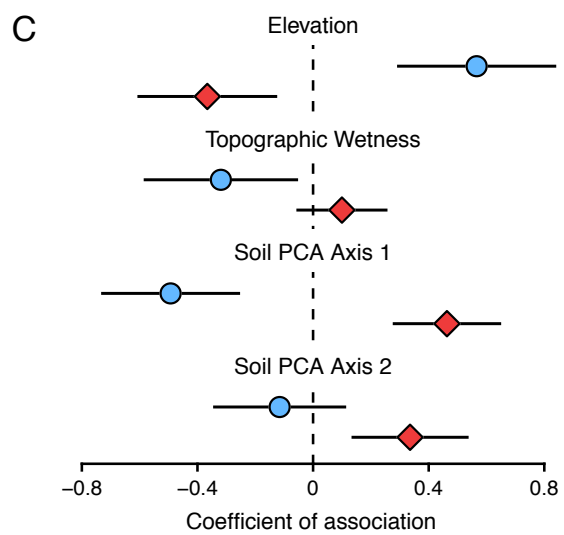 C
Elevation
Topographic Wetness
Soil PCA Axis 1
Soil PCA Axis 2
−0.8 −0.4 0 0.4 0.8
Coefficient of association